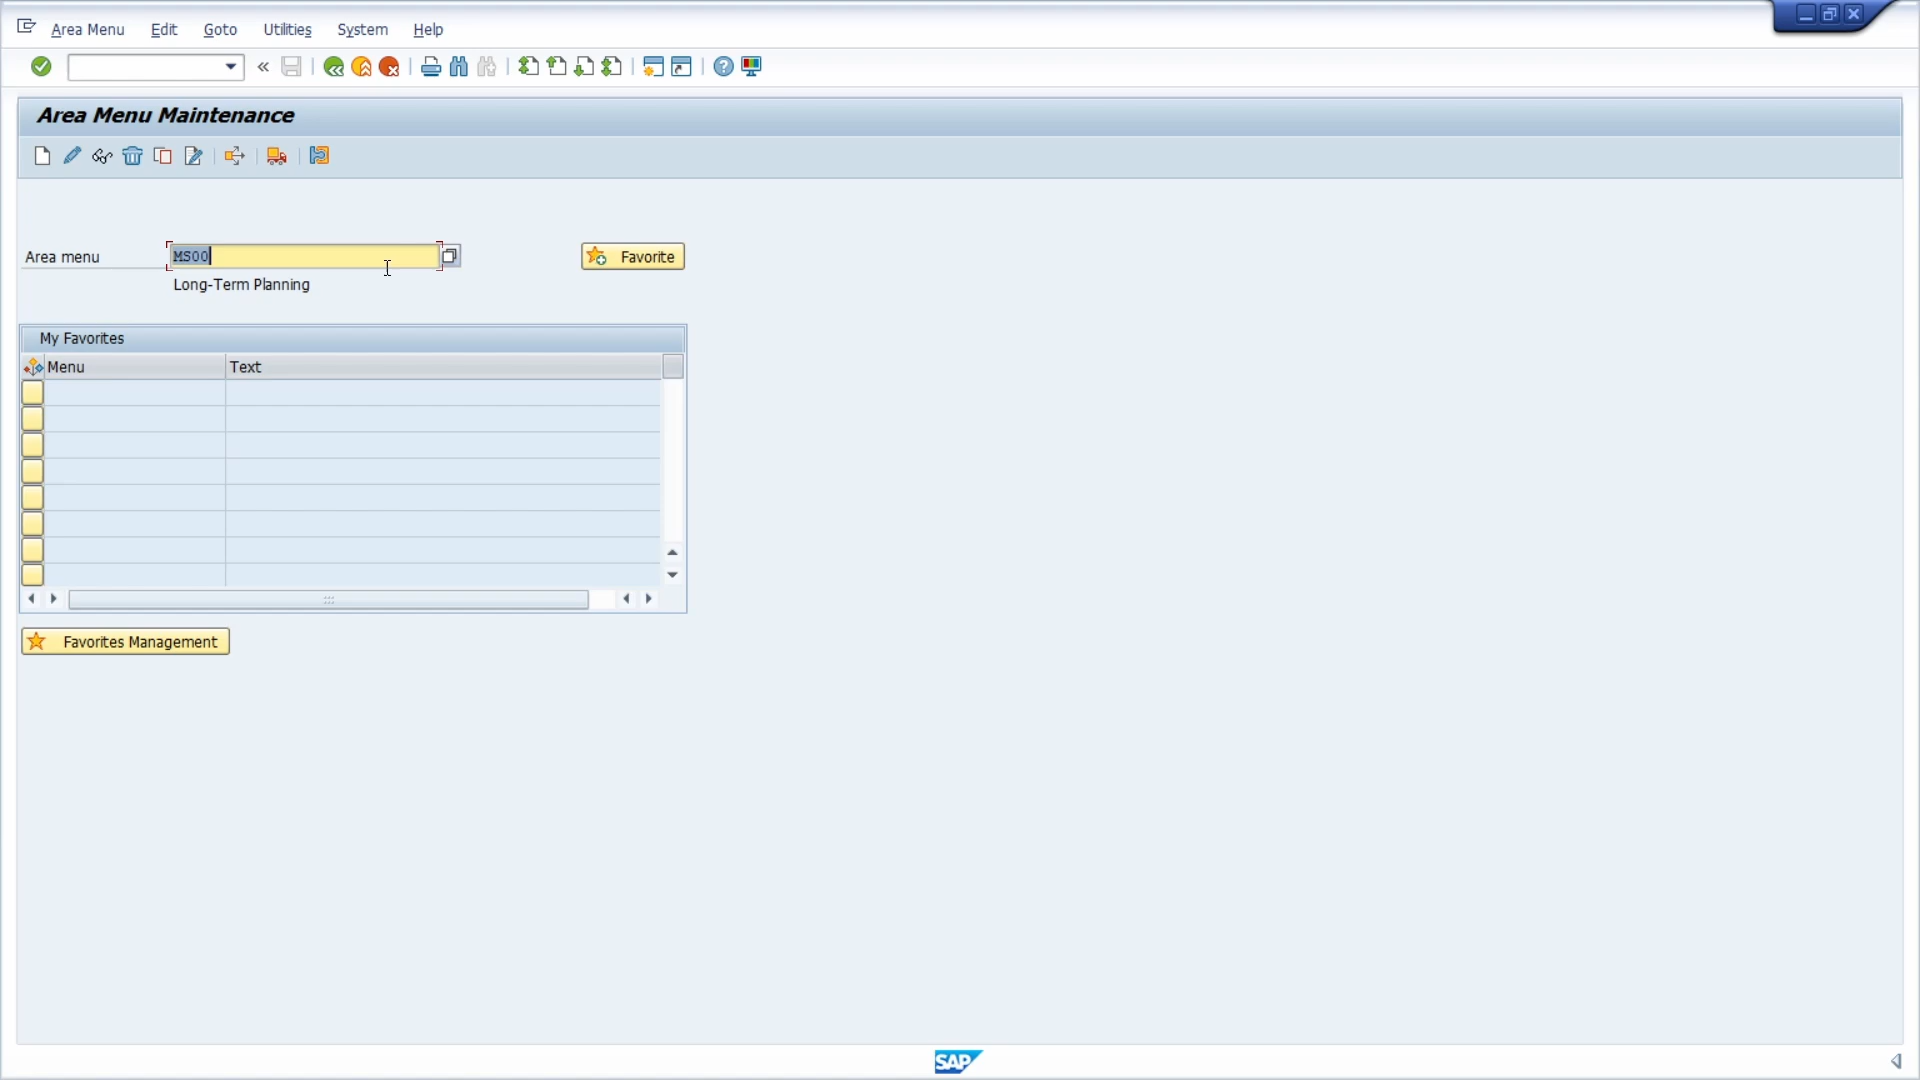 Area Menu Edit Goto Utilities System Help
Area Menu Maintenance
Area menu MS00 Favorite
Long-Term Planning
My Favorites
Menu Text
Favorites Management
SAP